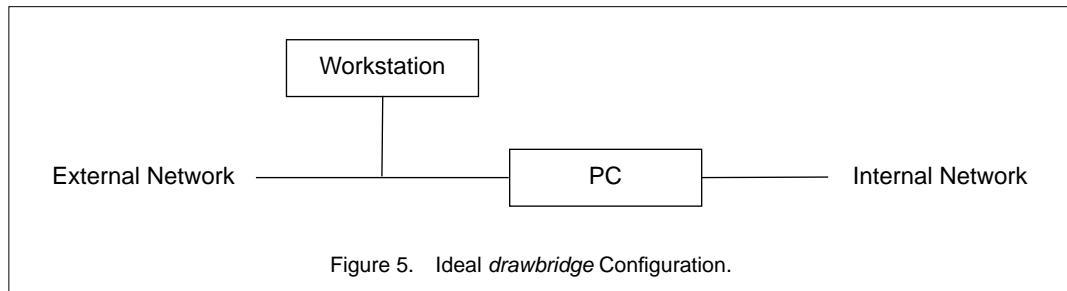 Workstation
External Network
PC
Internal Network
Figure 5. Ideal drawbridge Configuration.